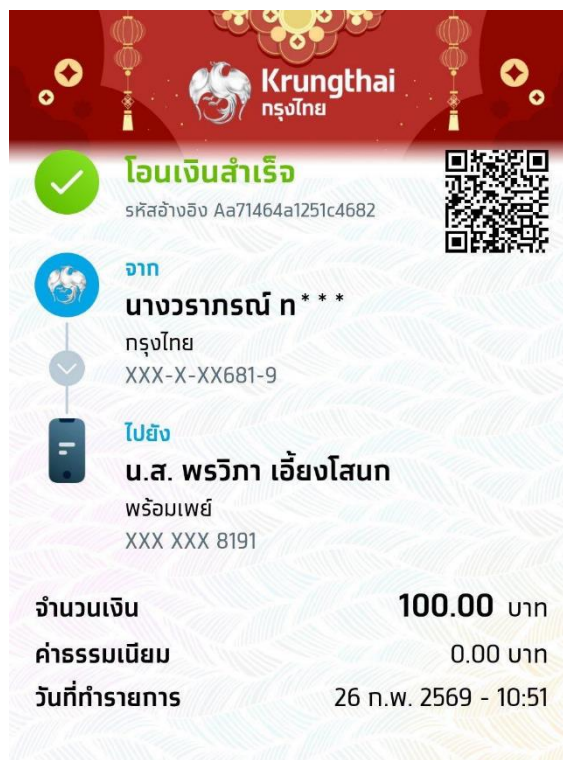 Krungthai
กรุงไทย
โอนเงินสำเร็จ
รหัสอ้างอิง Aa71464a1251c4682
จาก
นางวราภรณ์ ท***
กรุงไทย
XXX-X-XX681-9
ไปยัง
น.ส. พรวิภา เอี้ยงโสนก
พร้อมเพย์
XXX XXX 8191
จำนวนเงิน 100.00 บาท
ค่าธรรมเนียม 0.00 บาท
วันที่ทำรายการ 26 ก.พ. 2569 - 10:51